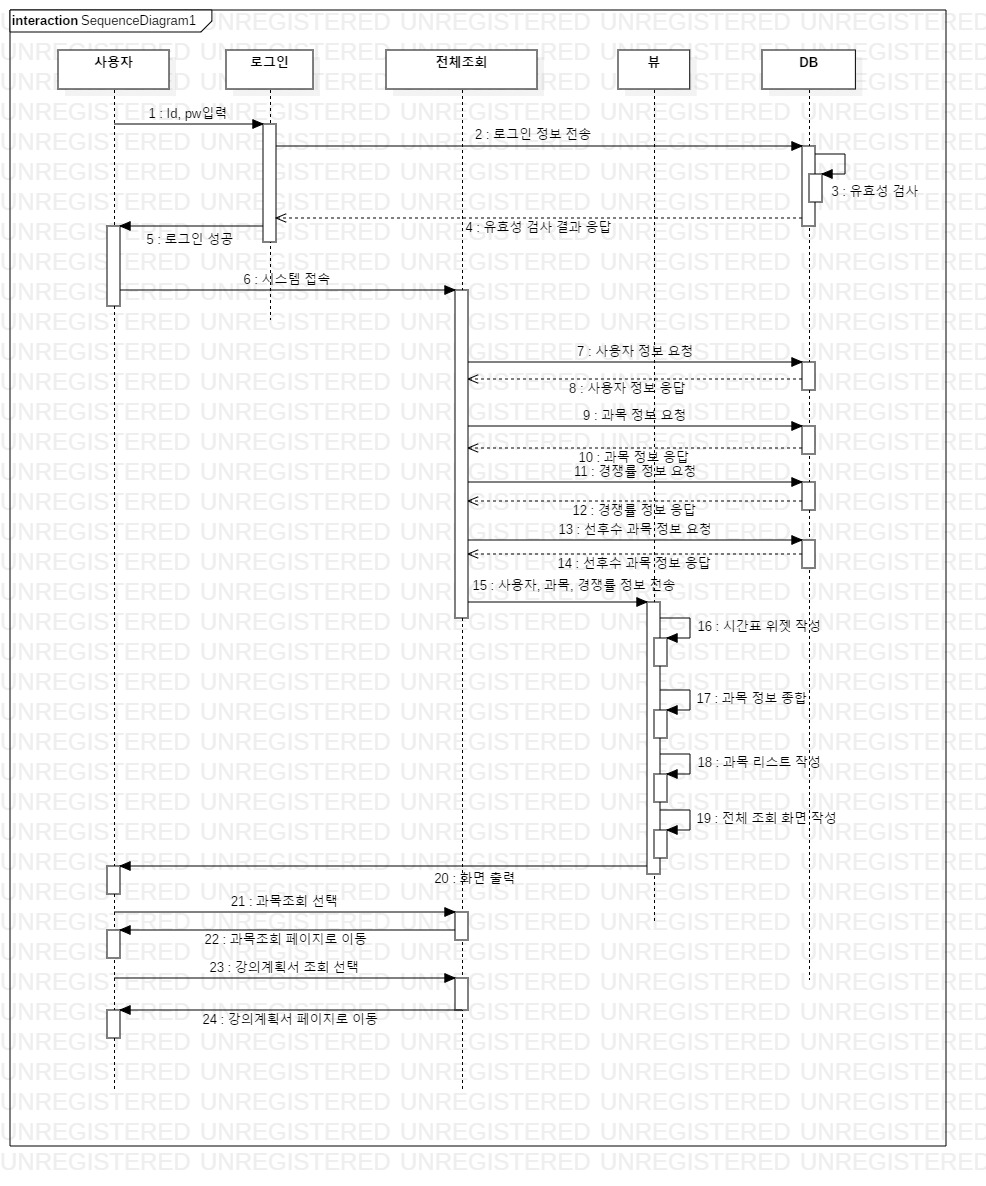 interaction SequenceDiagram1
사용자
로그인
전체조회
뷰
DB
1 : Id, pw입력
2 : 로그인 정보 전송
3 : 유효성 검사
4 : 유효성 검사 결과 응답
5 : 로그인 성공
6 : 시스템 접속
7 : 사용자 정보 요청
8 : 사용자 정보 응답
9 : 과목 정보 요청
10 : 과목 정보 응답
11 : 경쟁률 정보 요청
12 : 경쟁률 정보 응답
13 : 선후수 과목 정보 요청
14 : 선후수 과목 정보 응답
15 : 사용자, 과목, 경쟁률 정보 전송
16 : 시간표 위젯 작성
17 : 과목 정보 종합
18 : 과목 리스트 작성
19 : 전체 조회 화면 작성
20 : 화면 출력
21 : 과목조회 선택
22 : 과목조회 페이지로 이동
23 : 강의계획서 조회 선택
24 : 강의계획서 페이지로 이동
UNREGISTERED